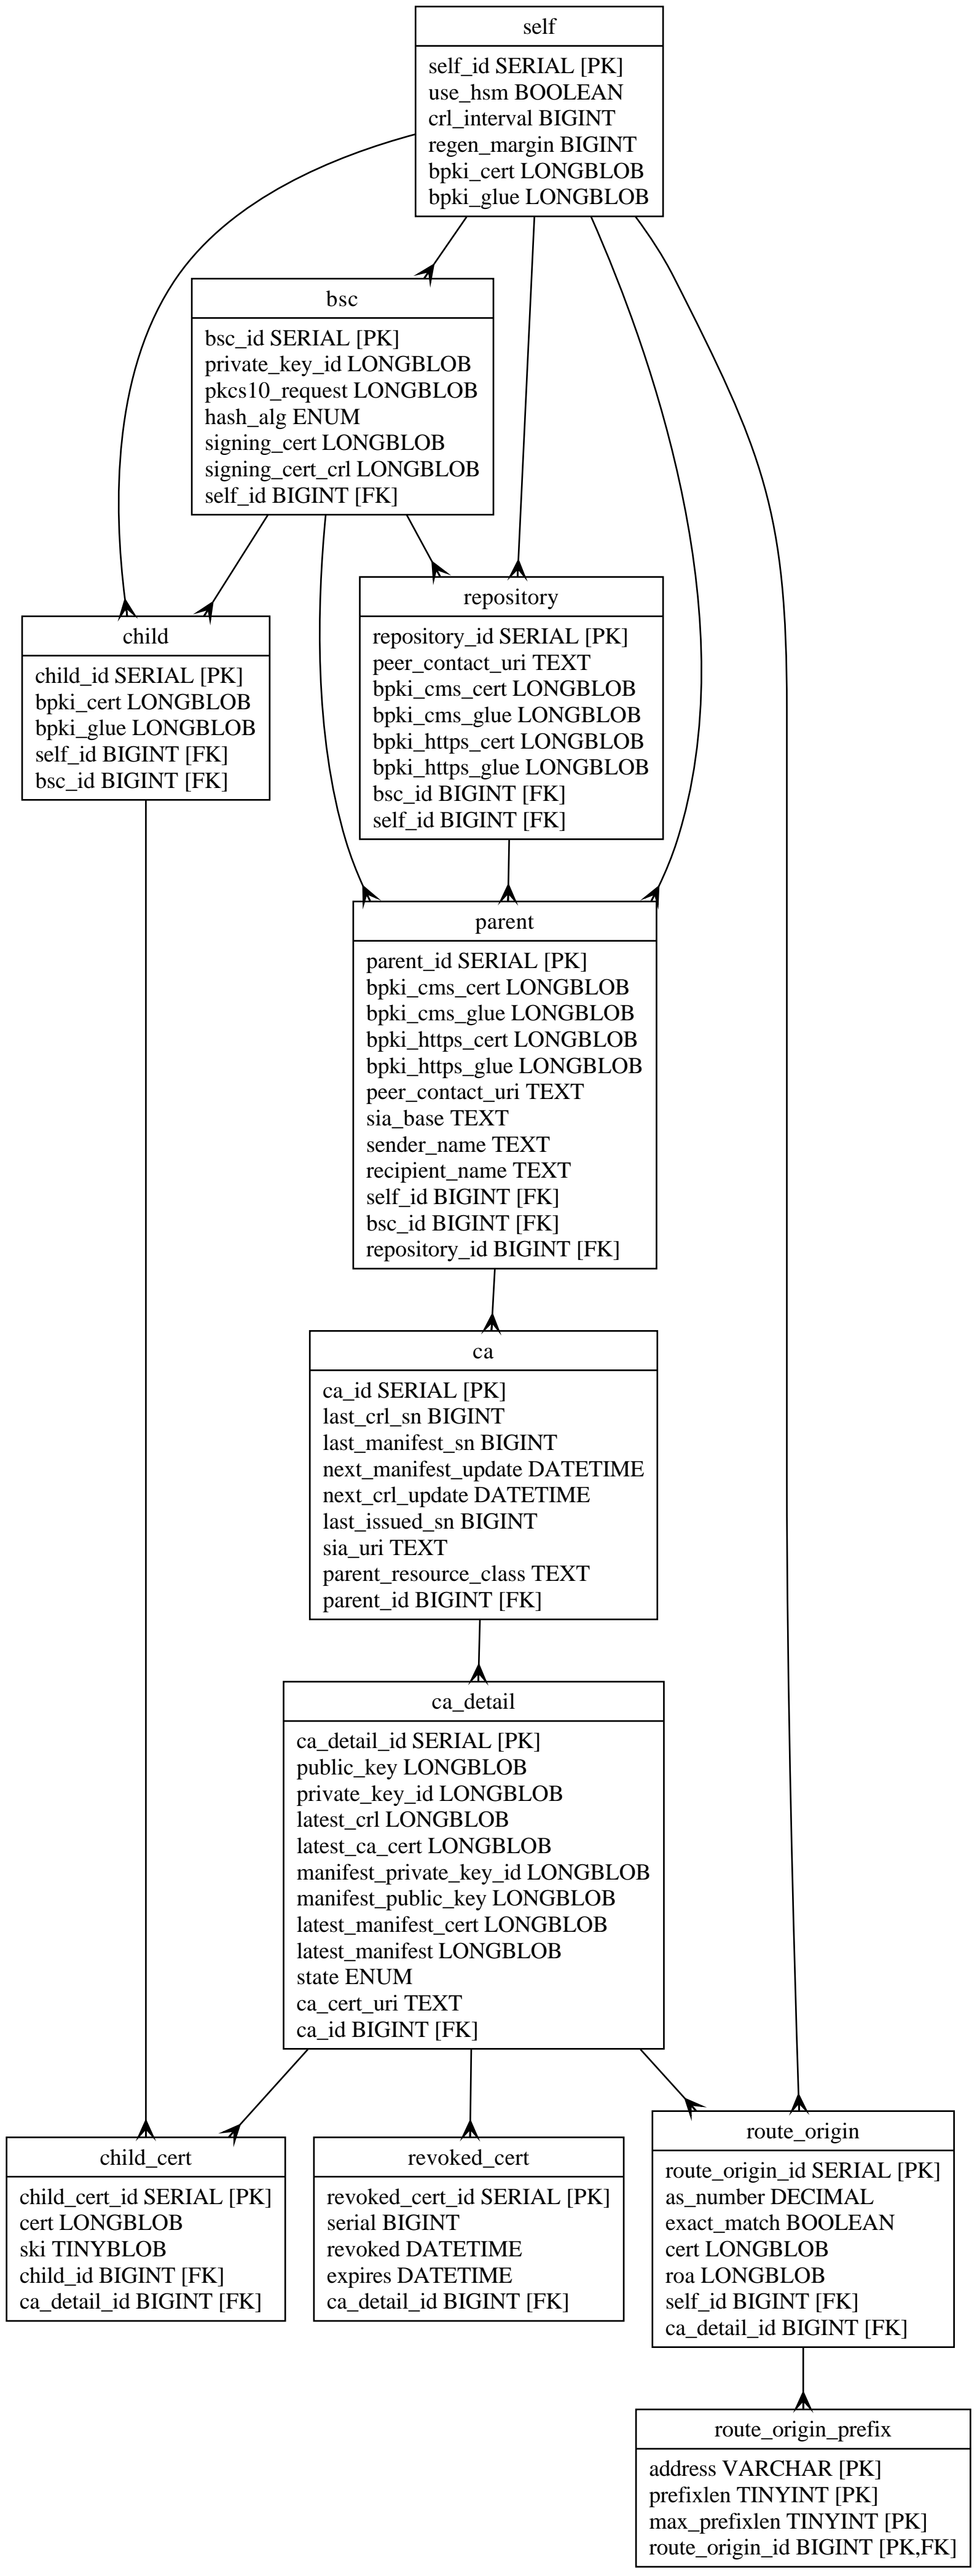 self
self_id SERIAL [PK]
use_hsm BOOLEAN
crl_interval BIGINT
regen_margin BIGINT
bpki_cert LONGBLOB
bpki_glue LONGBLOB
bsc
bsc_id SERIAL [PK]
private_key_id LONGBLOB
pkcs10_request LONGBLOB
hash_alg ENUM
signing_cert LONGBLOB
signing_cert_crl LONGBLOB
self_id BIGINT [FK]
repository
repository_id SERIAL [PK]
peer_contact_uri TEXT
bpki_cms_cert LONGBLOB
bpki_cms_glue LONGBLOB
bpki_https_cert LONGBLOB
bpki_https_glue LONGBLOB
bsc_id BIGINT [FK]
self_id BIGINT [FK]
child
child_id SERIAL [PK]
bpki_cert LONGBLOB
bpki_glue LONGBLOB
self_id BIGINT [FK]
bsc_id BIGINT [FK]
parent
parent_id SERIAL [PK]
bpki_cms_cert LONGBLOB
bpki_cms_glue LONGBLOB
bpki_https_cert LONGBLOB
bpki_https_glue LONGBLOB
peer_contact_uri TEXT
sia_base TEXT
sender_name TEXT
recipient_name TEXT
self_id BIGINT [FK]
bsc_id BIGINT [FK]
repository_id BIGINT [FK]
ca
ca_id SERIAL [PK]
last_crl_sn BIGINT
last_manifest_sn BIGINT
next_manifest_update DATETIME
next_crl_update DATETIME
last_issued_sn BIGINT
sia_uri TEXT
parent_resource_class TEXT
parent_id BIGINT [FK]
ca_detail
ca_detail_id SERIAL [PK]
public_key LONGBLOB
private_key_id LONGBLOB
latest_crl LONGBLOB
latest_ca_cert LONGBLOB
manifest_private_key_id LONGBLOB
manifest_public_key LONGBLOB
latest_manifest_cert LONGBLOB
latest_manifest LONGBLOB
state ENUM
ca_cert_uri TEXT
ca_id BIGINT [FK]
child_cert
child_cert_id SERIAL [PK]
cert LONGBLOB
ski TINYBLOB
child_id BIGINT [FK]
ca_detail_id BIGINT [FK]
revoked_cert
revoked_cert_id SERIAL [PK]
serial BIGINT
revoked DATETIME
expires DATETIME
ca_detail_id BIGINT [FK]
route_origin
route_origin_id SERIAL [PK]
as_number DECIMAL
exact_match BOOLEAN
cert LONGBLOB
roa LONGBLOB
self_id BIGINT [FK]
ca_detail_id BIGINT [FK]
route_origin_prefix
address VARCHAR [PK]
prefixlen TINYINT [PK]
max_prefixlen TINYINT [PK]
route_origin_id BIGINT [PK,FK]